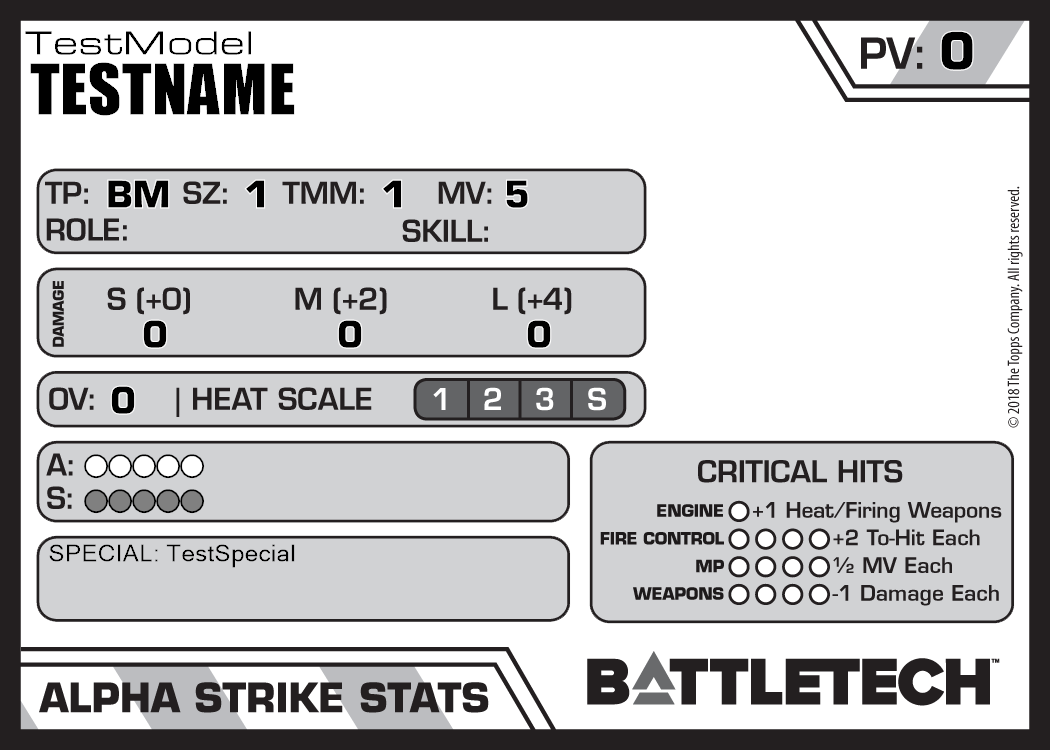 TestModel
TESTNAME
PV: 0
TP: BM SZ: 1 TMM: 1 MV: 5
ROLE: SKILL:
DAMAGE
S (+0) M (+2) L (+4)
0 0 0
OV: 0 | HEAT SCALE 1 2 3 S
A:
S:
SPECIAL: TestSpecial
CRITICAL HITS
ENGINE +1 Heat/Firing Weapons
FIRE CONTROL +2 To-Hit Each
MP ½ MV Each
WEAPONS -1 Damage Each
© 2018 The Topps Company. All rights reserved.
ALPHA STRIKE STATS
BATTLETECH™